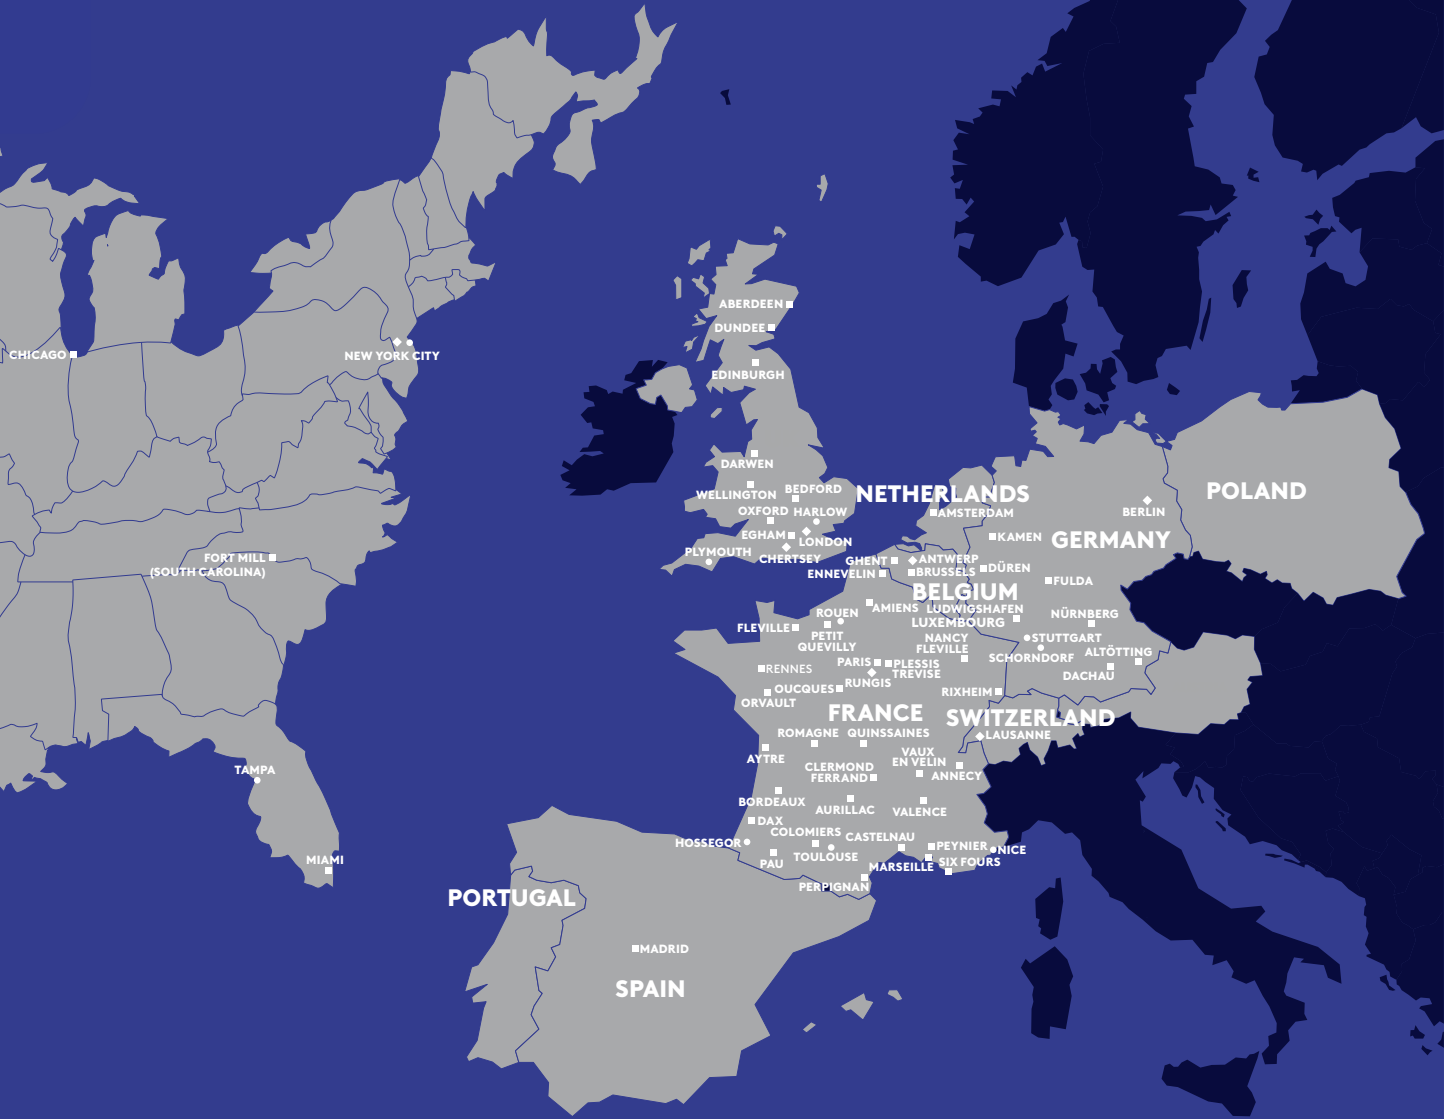 CHICAGO
NEW YORK CITY
FORT MILL
(SOUTH CAROLINA)
TAMPA
MIAMI
ABERDEEN
DUNDEE
EDINBURGH
DARWEN
WELLINGTON
BEDFORD
OXFORD
HARLOW
EGHAM
LONDON
PLYMOUTH
CHERTSEY
NETHERLANDS
AMSTERDAM
KAMEN
GERMANY
BERLIN
POLAND
GHENT
ANTWERP
ENNEVELIN
BRUSSELS
DÜREN
FULDA
BELGIUM
AMIENS
LUDWIGSHAFEN
LUXEMBOURG
NÜRNBERG
ROUEN
FLEVILLE
PETIT
QUEVILLY
NANCY
FLEVILLE
STUTTGART
SCHORNDORF
ALTÖTTING
DACHAU
RENNES
PARIS
PLESSIS
TREVISE
RUNGIS
OUCQUES
ORVAULT
RIXHEIM
FRANCE
SWITZERLAND
LAUSANNE
ROMAGNE
QUINSSAINES
AYTRE
VAUX
EN VELIN
CLERMOND
FERRAND
ANNECY
BORDEAUX
AURILLAC
VALENCE
DAX
COLOMIERS
CASTELNAU
HOSSEGOR
PAU
TOULOUSE
PEYNIER
NICE
MARSEILLE
SIX FOURS
PERPIGNAN
PORTUGAL
MADRID
SPAIN